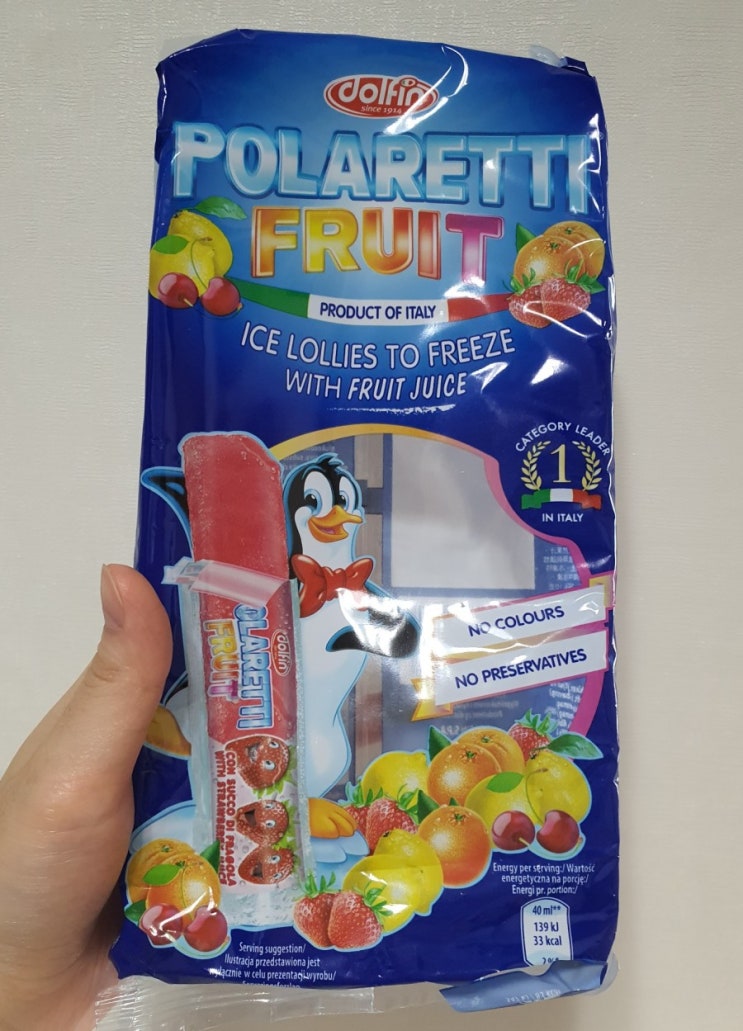 dolfin
since 1914
POLARETTI
FRUIT
PRODUCT OF ITALY
ICE LOLLIES TO FREEZE
WITH FRUIT JUICE
CATEGORY LEADER
1
IN ITALY
NO COLOURS
NO PRESERVATIVES
dolfin
POLARETTI
FRUIT
CON SUCCO DI FRAGOLA
WITH STRAWBERRY
Energy per serving:/ Wartość
energetyczna na porcję:/
Energi pr. portion:/
40 ml**
139 kJ
33 kcal
2%
Serving suggestion/
Ilustracja przedstawiona jest
wyłącznie w celu prezentacji wyrobu/